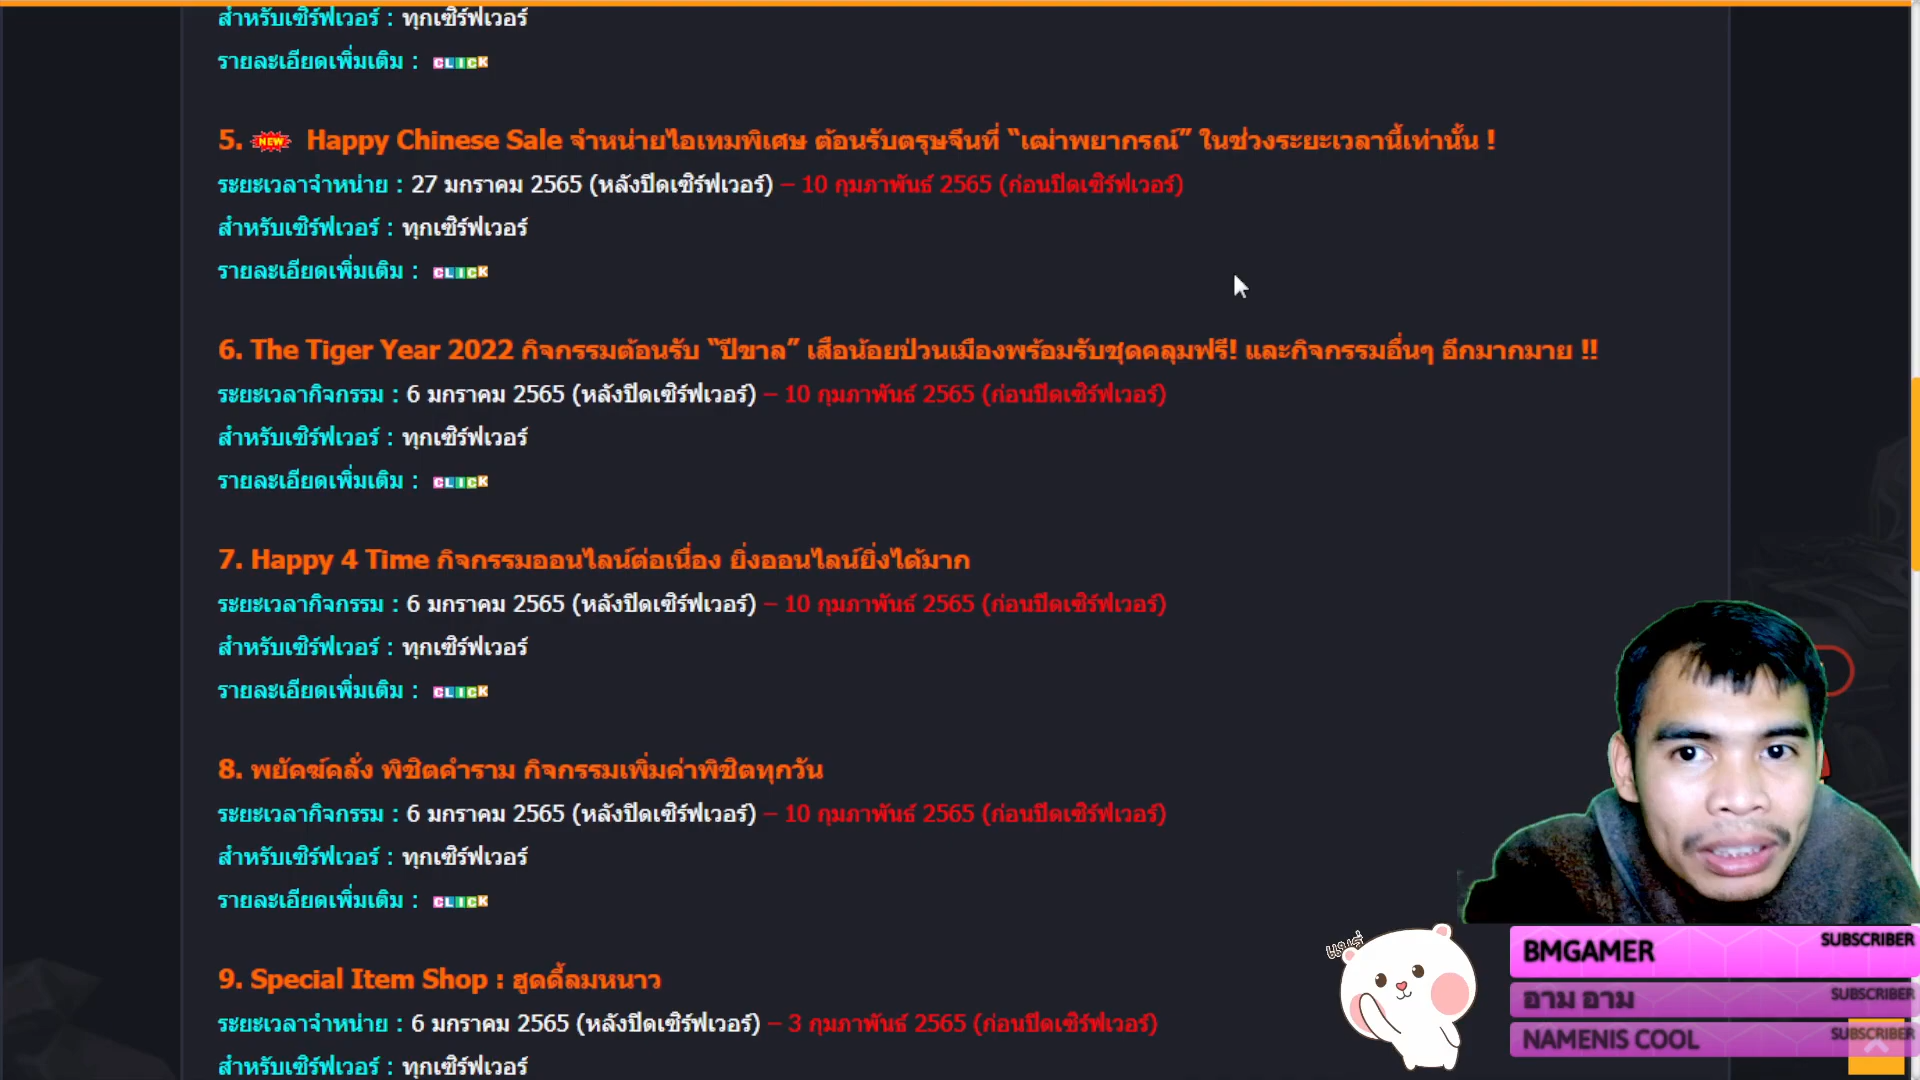 สำหรับเซิร์ฟเวอร์ : ทุกเซิร์ฟเวอร์
รายละเอียดเพิ่มเติม : CLICK
5. NEW Happy Chinese Sale จำหน่ายไอเทมพิเศษ ต้อนรับตรุษจีนที่ “เฒ่าพยากรณ์” ในช่วงระยะเวลานี้เท่านั้น !
ระยะเวลาจำหน่าย : 27 มกราคม 2565 (หลังปิดเซิร์ฟเวอร์) – 10 กุมภาพันธ์ 2565 (ก่อนปิดเซิร์ฟเวอร์)
สำหรับเซิร์ฟเวอร์ : ทุกเซิร์ฟเวอร์
รายละเอียดเพิ่มเติม : CLICK
6. The Tiger Year 2022 กิจกรรมต้อนรับ “ปีขาล” เสือน้อยป่วนเมืองพร้อมรับชุดคลุมฟรี! และกิจกรรมอื่นๆ อีกมากมาย !!
ระยะเวลากิจกรรม : 6 มกราคม 2565 (หลังปิดเซิร์ฟเวอร์) – 10 กุมภาพันธ์ 2565 (ก่อนปิดเซิร์ฟเวอร์)
สำหรับเซิร์ฟเวอร์ : ทุกเซิร์ฟเวอร์
รายละเอียดเพิ่มเติม : CLICK
7. Happy 4 Time กิจกรรมออนไลน์ต่อเนื่อง ยิ่งออนไลน์ยิ่งได้มาก
ระยะเวลากิจกรรม : 6 มกราคม 2565 (หลังปิดเซิร์ฟเวอร์) – 10 กุมภาพันธ์ 2565 (ก่อนปิดเซิร์ฟเวอร์)
สำหรับเซิร์ฟเวอร์ : ทุกเซิร์ฟเวอร์
รายละเอียดเพิ่มเติม : CLICK
8. พยัคฆ์คลั่ง พิชิตคำราม กิจกรรมเพิ่มค่าพิชิตทุกวัน
ระยะเวลากิจกรรม : 6 มกราคม 2565 (หลังปิดเซิร์ฟเวอร์) – 10 กุมภาพันธ์ 2565 (ก่อนปิดเซิร์ฟเวอร์)
สำหรับเซิร์ฟเวอร์ : ทุกเซิร์ฟเวอร์
รายละเอียดเพิ่มเติม : CLICK
9. Special Item Shop : ฮูดดี้ลมหนาว
ระยะเวลาจำหน่าย : 6 มกราคม 2565 (หลังปิดเซิร์ฟเวอร์) – 3 กุมภาพันธ์ 2565 (ก่อนปิดเซิร์ฟเวอร์)
สำหรับเซิร์ฟเวอร์ : ทุกเซิร์ฟเวอร์
BMGAMER SUBSCRIBER
อาม อาม SUBSCRIBER
NAMENIS COOL SUBSCRIBER